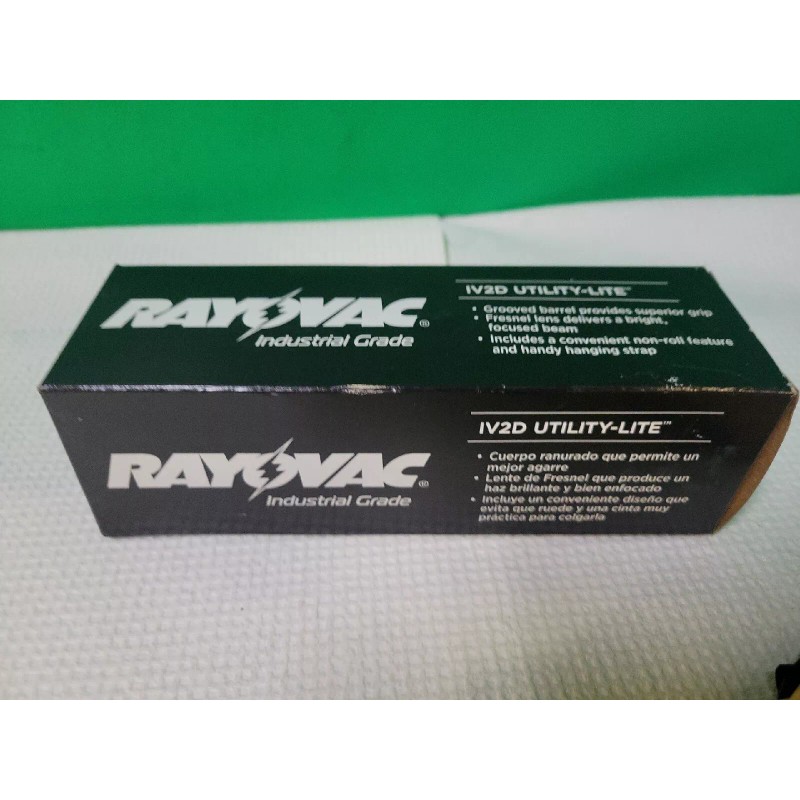 RAYOVAC®
Industrial Grade
IV2D UTILITY-LITE™
• Grooved barrel provides superior grip
• Fresnel lens delivers a bright,
focused beam
• Includes a convenient non-roll feature
and handy hanging strap
RAYOVAC®
Industrial Grade
IV2D UTILITY-LITE™
• Cuerpo ranurado que permite un
mejor agarre
• Lente de Fresnel que produce un
haz brillante y bien enfocado
• Incluye un conveniente diseño que
evita que ruede y una cinta muy
práctica para colgarla